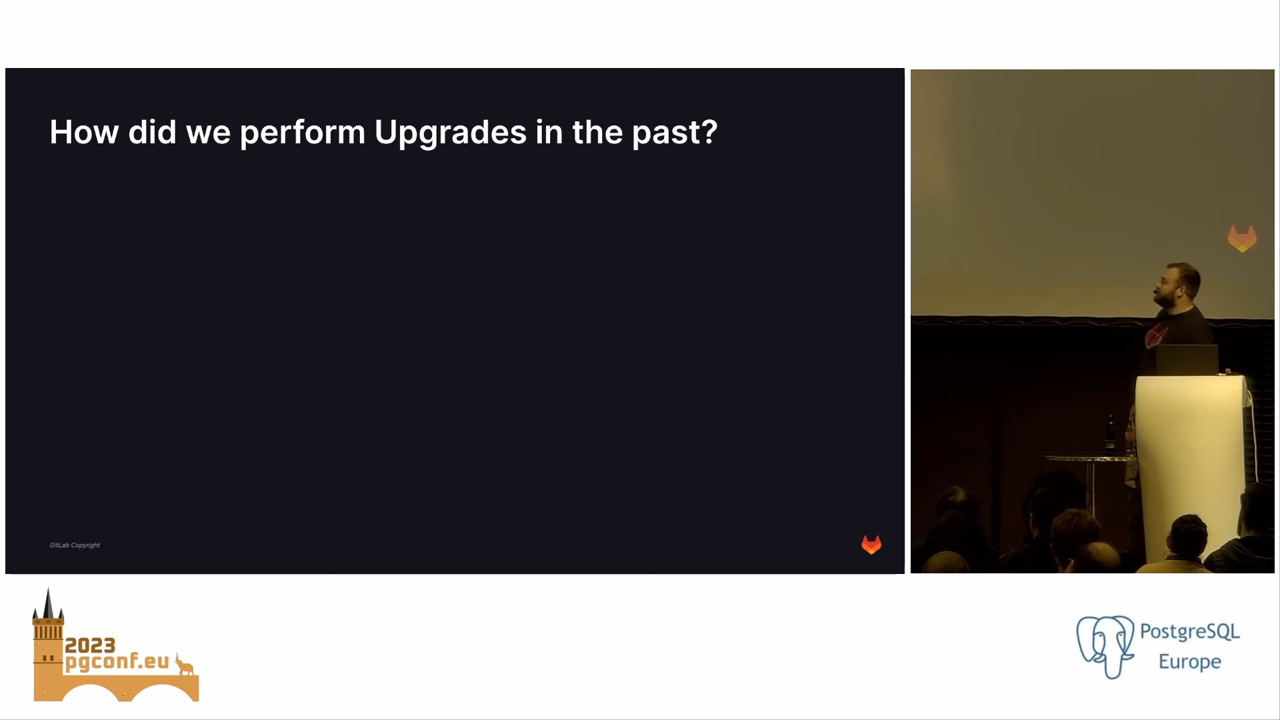 How did we perform Upgrades in the past?
GitLab Copyright
2023
pgconf.eu
PostgreSQL
Europe